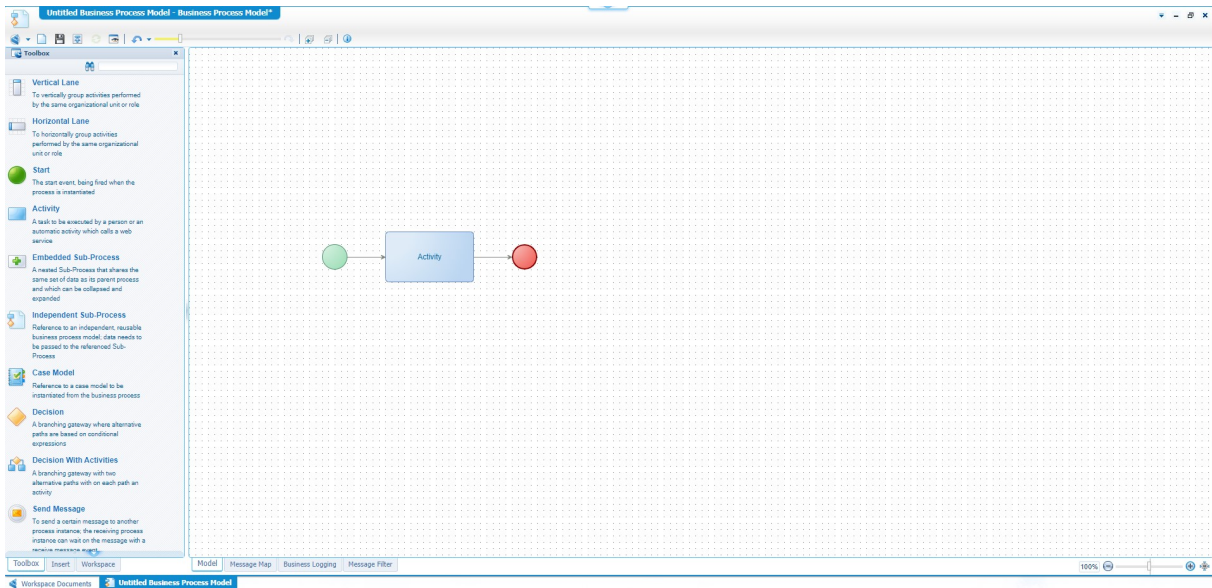 Untitled Business Process Model - Business Process Model*
Toolbox
Vertical Lane
To vertically group activities performed
by the same organizational unit or role
Horizontal Lane
To horizontally group activities
performed by the same organizational
unit or role
Start
The start event, being fired when the
process is instantiated
Activity
A task to be executed by a person or an
automatic activity which calls a web
service
Embedded Sub-Process
A nested Sub-Process that shares the
same set of data as its parent process
and which can be collapsed and
expanded
Independent Sub-Process
Reference to an independent, reusable
business process model; data needs to
be passed to the referenced Sub-
Process
Case Model
Reference to a case model to be
instantiated from the business process
Decision
A branching gateway where alternative
paths are based on conditional
expressions
Decision With Activities
A branching gateway with two
alternative paths with on each path an
activity
Send Message
To send a certain message to another
process instance; the receiving process
instance can wait on the message with a
receive message event
Activity
Toolbox Insert Workspace
Model Message Map Business Logging Message Filter
100%
Workspace Documents Untitled Business Process Model